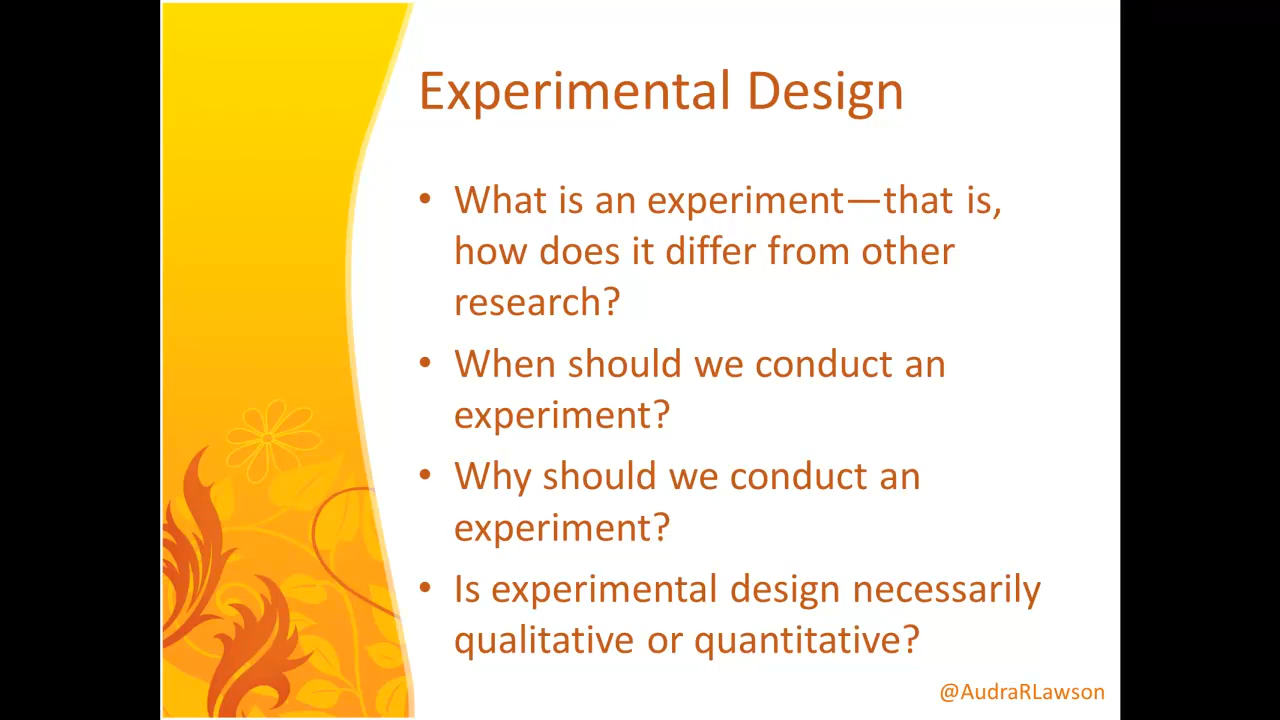 Experimental Design
• What is an experiment—that is,
how does it differ from other
research?
• When should we conduct an
experiment?
• Why should we conduct an
experiment?
• Is experimental design necessarily
qualitative or quantitative?
@AudraRLawson